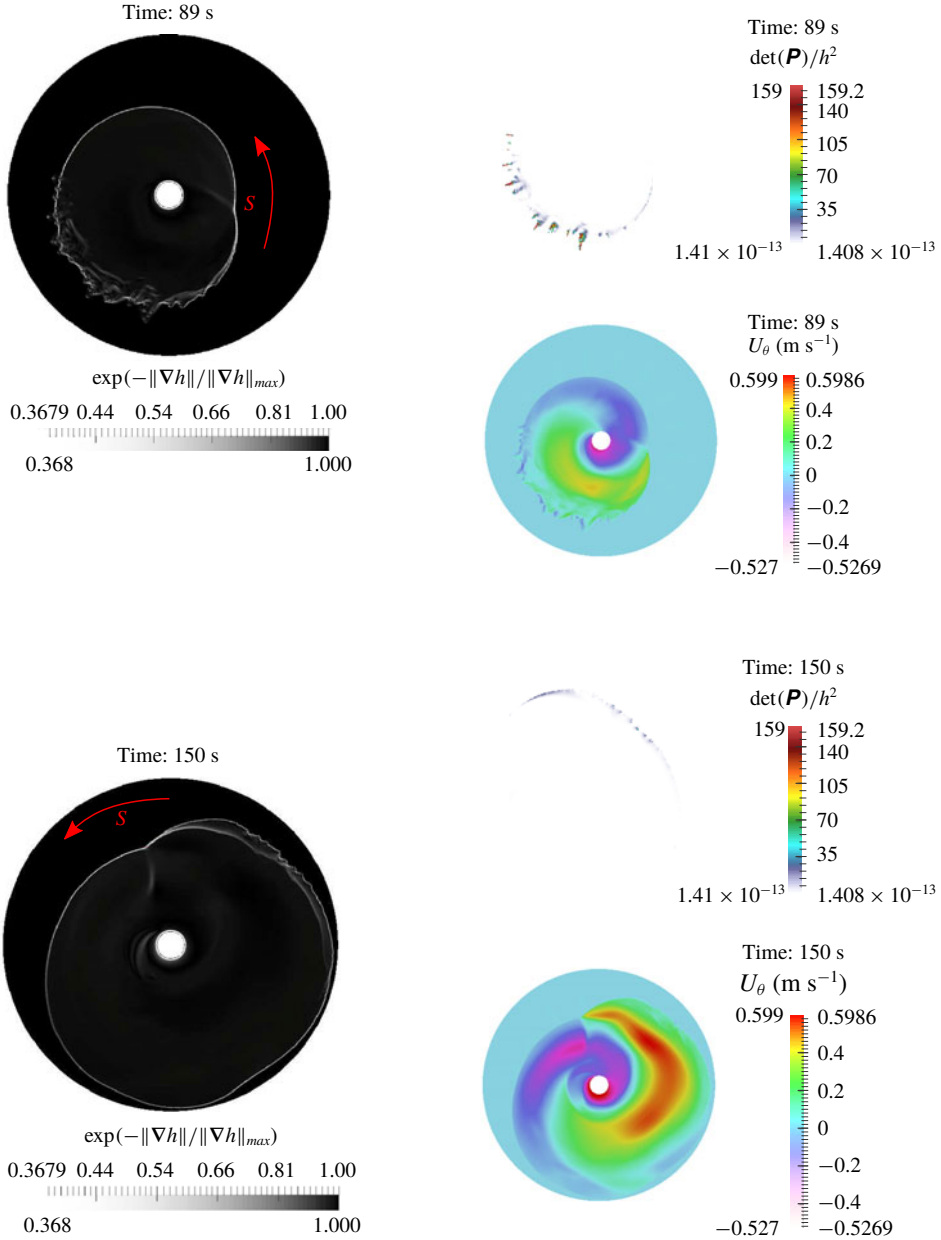 Time: 89 s
S
exp(−‖∇h‖/‖∇h‖max)
0.3679 0.44 0.54 0.66 0.81 1.00
0.368 1.000
Time: 89 s
det(P)/h²
159 159.2
140
105
70
35
1.41 × 10⁻¹³ 1.408 × 10⁻¹³
Time: 89 s
Uθ (m s⁻¹)
0.599 0.5986
0.4
0.2
0
−0.2
−0.4
−0.527 −0.5269
Time: 150 s
S
exp(−‖∇h‖/‖∇h‖max)
0.3679 0.44 0.54 0.66 0.81 1.00
0.368 1.000
Time: 150 s
det(P)/h²
159 159.2
140
105
70
35
1.41 × 10⁻¹³ 1.408 × 10⁻¹³
Time: 150 s
Uθ (m s⁻¹)
0.599 0.5986
0.4
0.2
0
−0.2
−0.4
−0.527 −0.5269